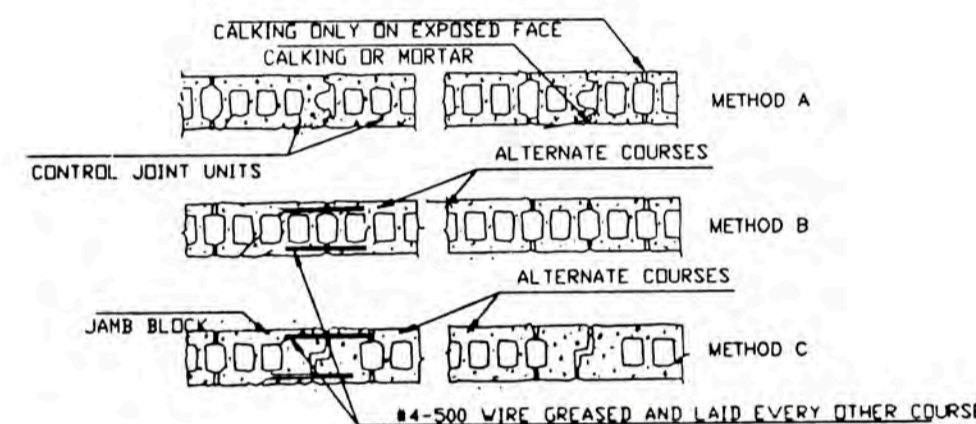 CALKING ONLY ON EXPOSED FACE
CALKING OR MORTAR
METHOD A
CONTROL JOINT UNITS
ALTERNATE COURSES
METHOD B
ALTERNATE COURSES
JAMB BLOCK
METHOD C
#4-500 WIRE GREASED AND LAID EVERY OTHER COURSE